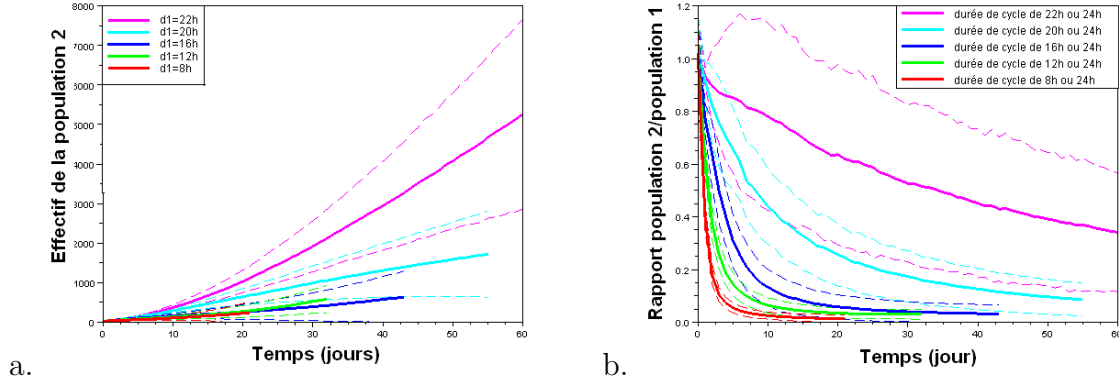 d1=22h
d1=20h
d1=16h
d1=12h
d1=8h
Effectif de la population 2
8000
7000
6000
5000
4000
3000
2000
1000
0
0
10
20
30
40
50
60
Temps (jours)
a.
durée de cycle de 22h ou 24h
durée de cycle de 20h ou 24h
durée de cycle de 16h ou 24h
durée de cycle de 12h ou 24h
durée de cycle de 8h ou 24h
Rapport population 2/population 1
1.2
1.0
0.8
0.6
0.4
0.2
0.0
0
10
20
30
40
50
60
Temps (jour)
b.